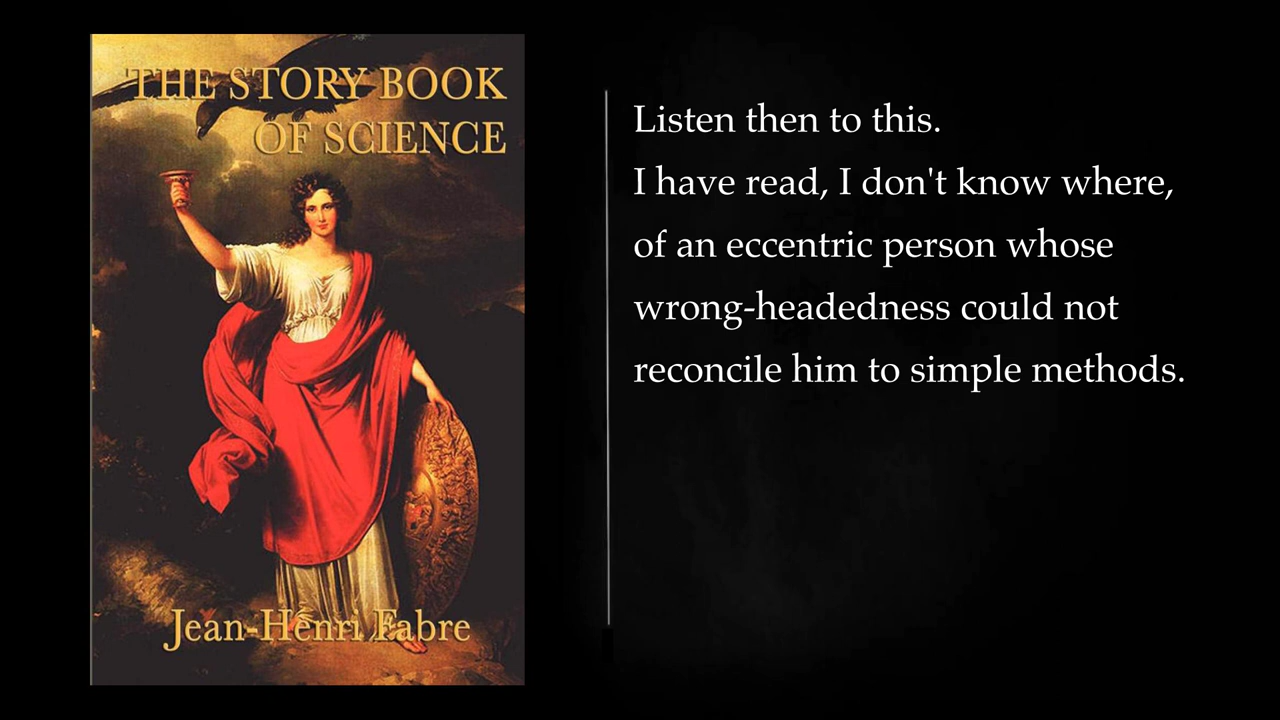 THE STORY BOOK
OF SCIENCE
Jean-Henri Fabre
Listen then to this.
I have read, I don't know where,
of an eccentric person whose
wrong-headedness could not
reconcile him to simple methods.